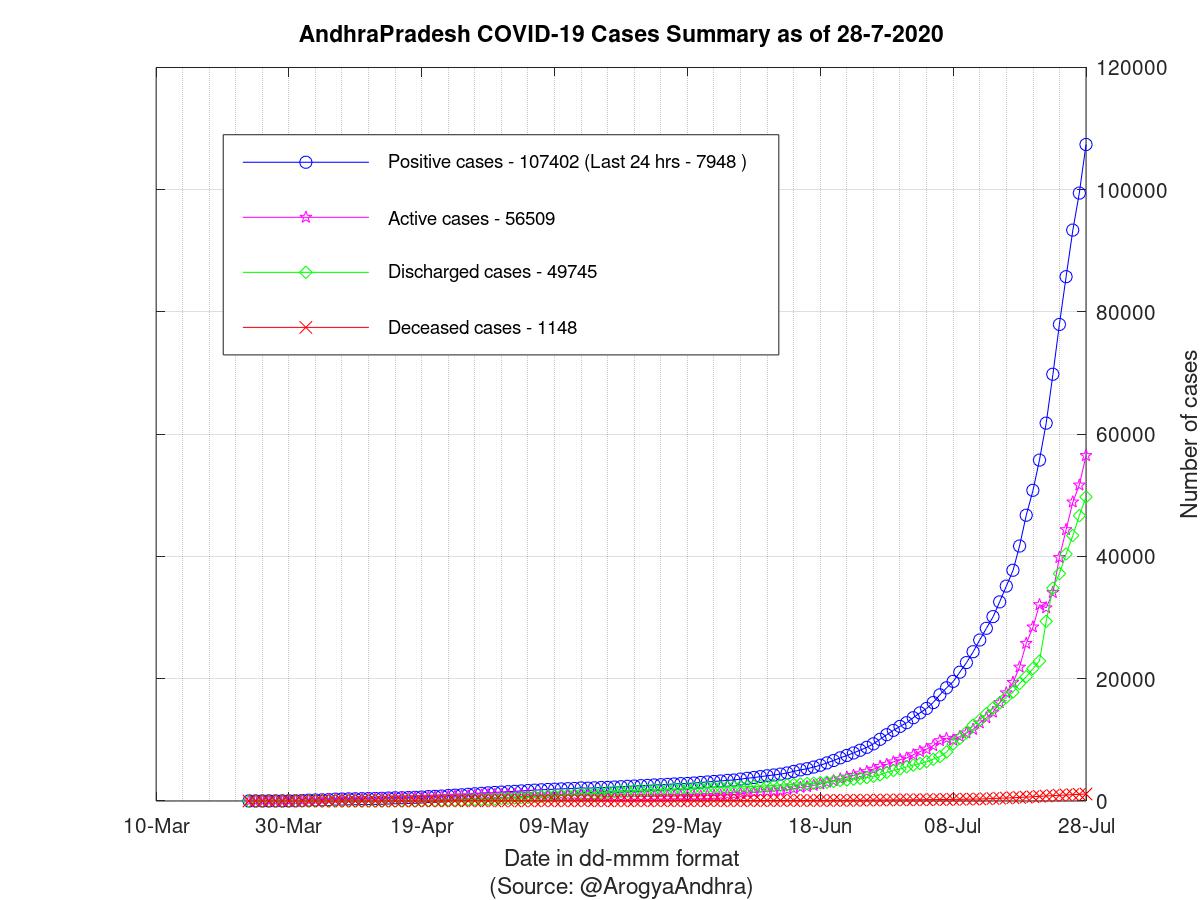 AndhraPradesh COVID-19 Cases Summary as of 28-7-2020
120000
Positive cases - 107402 (Last 24 hrs - 7948 )
100000
Active cases - 56509
Discharged cases - 49745
80000
Deceased cases - 1148
60000
Number of cases
40000
20000
0
10-Mar 30-Mar 19-Apr 09-May 29-May 18-Jun 08-Jul 28-Jul
Date in dd-mmm format
(Source: @ArogyaAndhra)